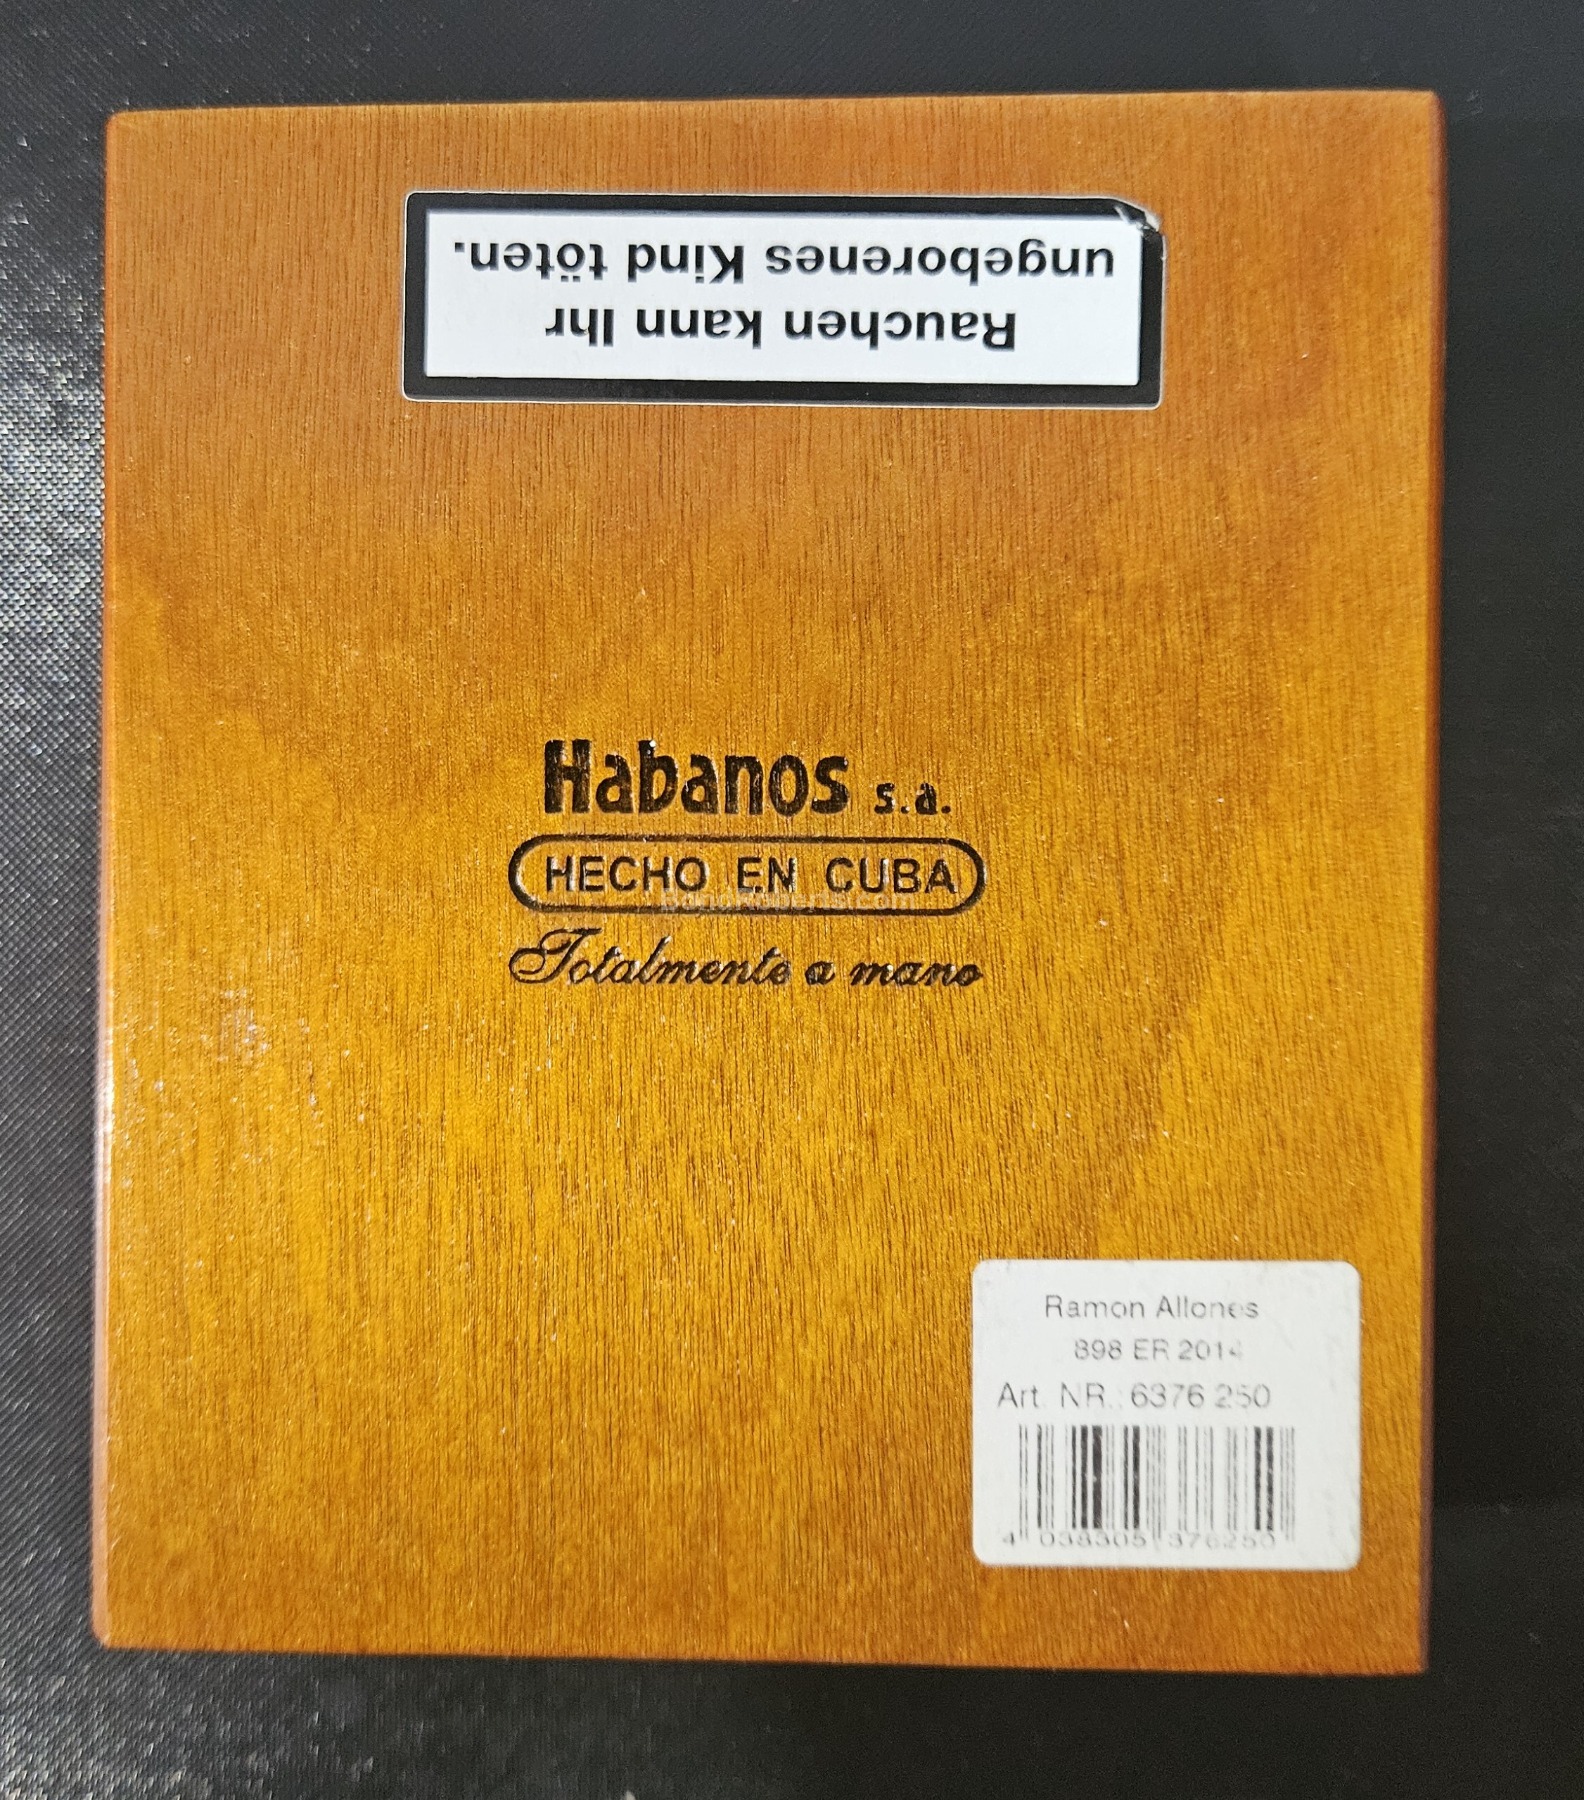 Rauchen kann Ihr
ungeborenes Kind töten.
Habanos s.a.
HECHO EN CUBA
Totalmente a mano
Ramon Allones
898 ER 2014
Art. NR.: 6376 250
4 038305 376250